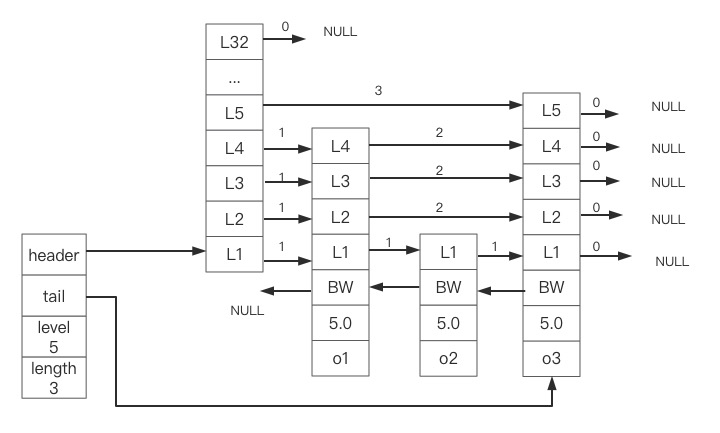 0
L32
NULL
...
3
L5
L5
0
NULL
1
2
0
L4
L4
L4
NULL
1
2
0
L3
L3
L3
NULL
1
2
0
L2
L2
L2
NULL
1
1
1
0
header
L1
L1
L1
L1
NULL
tail
BW
BW
BW
NULL
level
5
5.0
5.0
5.0
length
3
o1
o2
o3